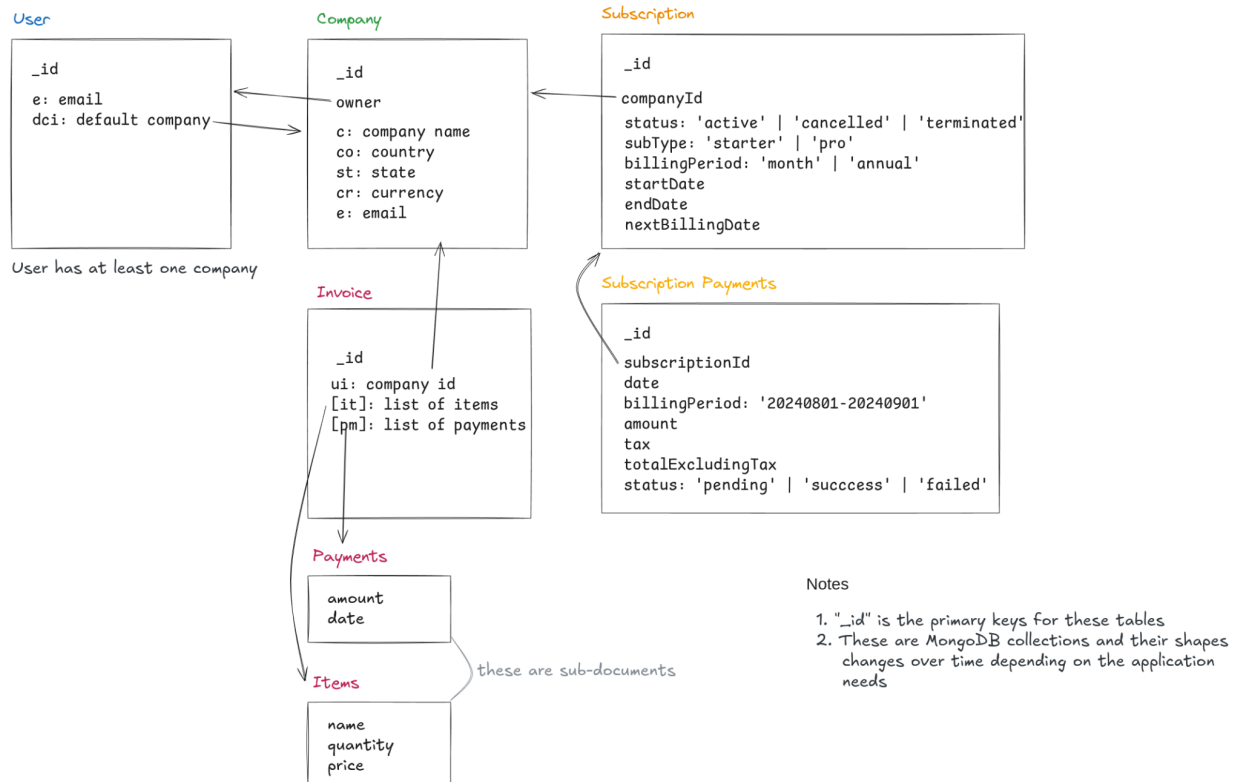 User
_id
e: email
dci: default company
User has at least one company
Company
_id
owner
c: company name
co: country
st: state
cr: currency
e: email
Subscription
_id
companyId
status: 'active' | 'cancelled' | 'terminated'
subType: 'starter' | 'pro'
billingPeriod: 'month' | 'annual'
startDate
endDate
nextBillingDate
Invoice
_id
ui: company id
[it]: list of items
[pm]: list of payments
Subscription Payments
_id
subscriptionId
date
billingPeriod: '20240801-20240901'
amount
tax
totalExcludingTax
status: 'pending' | 'succcess' | 'failed'
Payments
amount
date
these are sub-documents
Items
name
quantity
price
Notes
1. "_id" is the primary keys for these tables
2. These are MongoDB collections and their shapes
changes over time depending on the application
needs